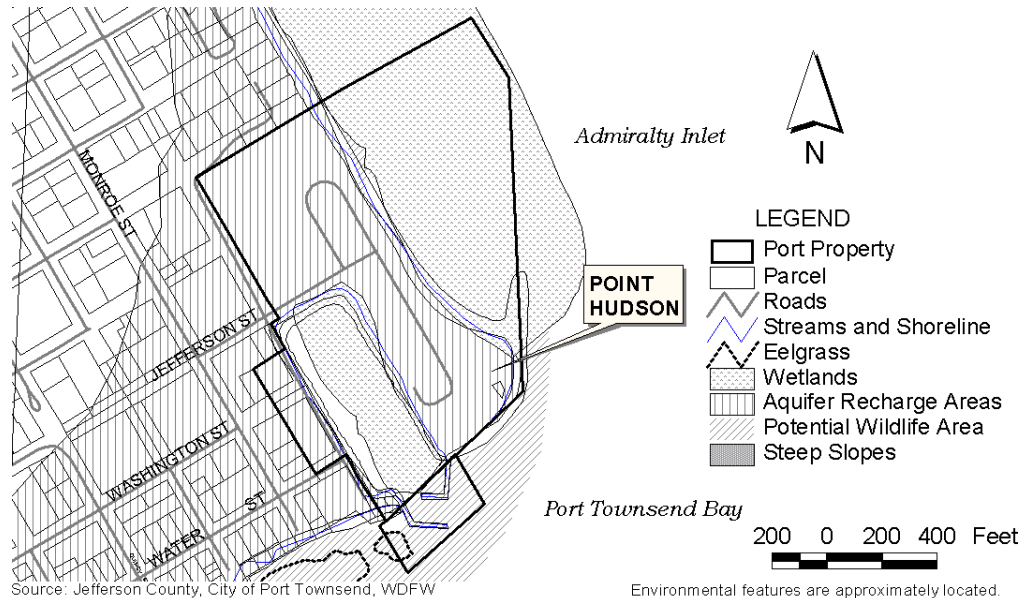 Admiralty Inlet
N
MONROE ST
LEGEND
Port Property
Parcel
Roads
Streams and Shoreline
Eelgrass
Wetlands
Aquifer Recharge Areas
Potential Wildlife Area
Steep Slopes
POINT
HUDSON
JEFFERSON ST
WASHINGTON ST
WATER ST
Port Townsend Bay
200 0 200 400 Feet
Source: Jefferson County, City of Port Townsend, WDFW
Environmental features are approximately located.